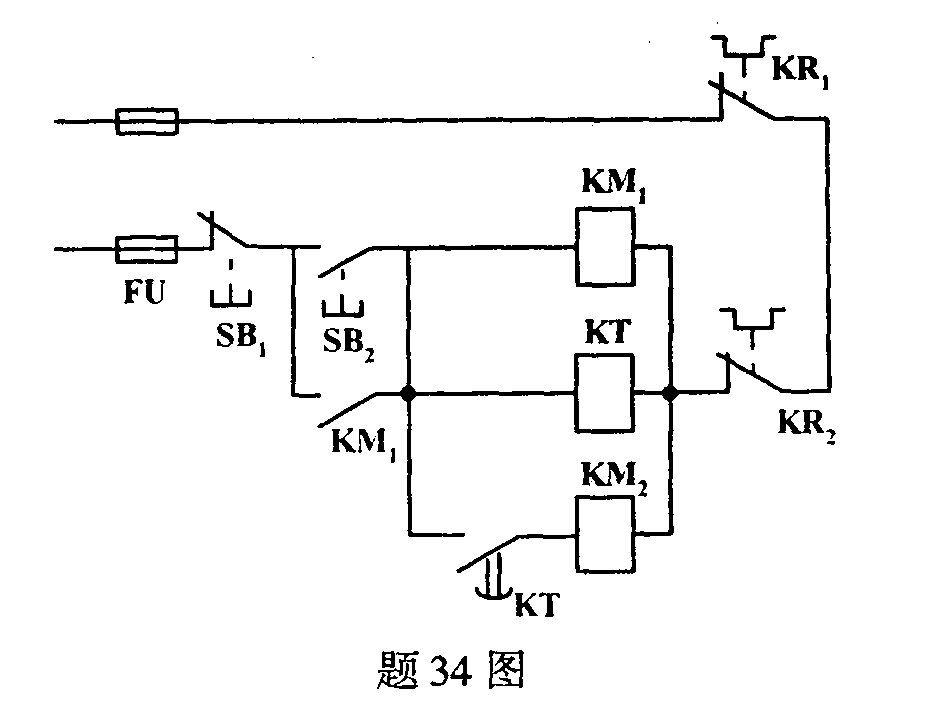 KR₁
KM₁
FU
SB₁
SB₂
KT
KM₁
KR₂
KM₂
KT
题34图